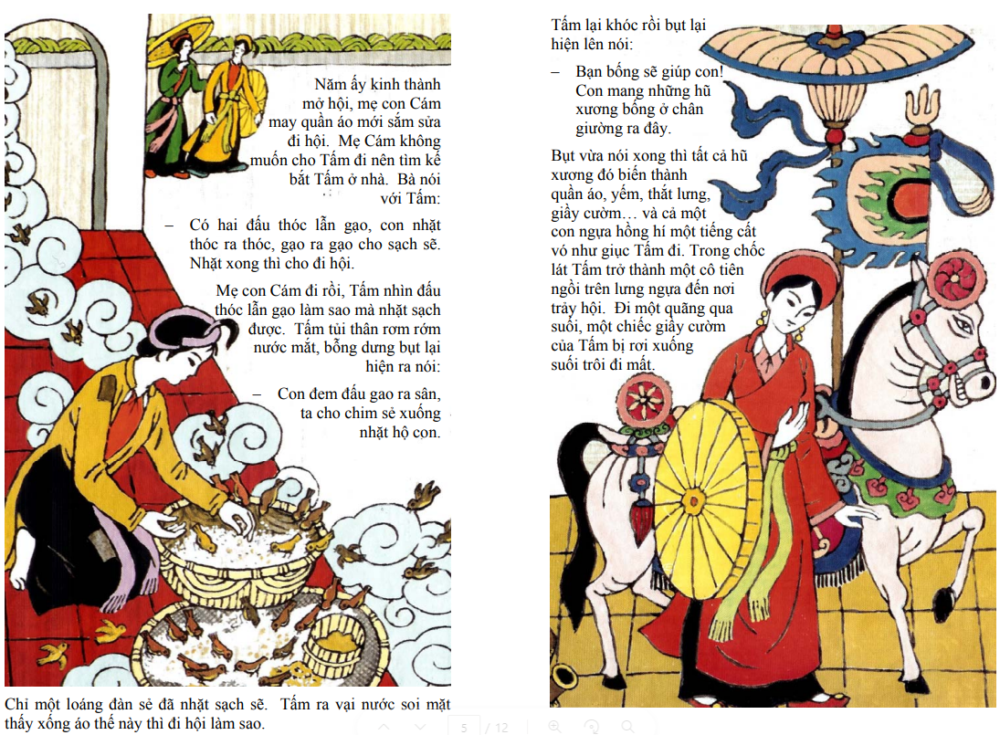 Năm ấy kinh thành
mở hội, mẹ con Cám
may quần áo mới sắm sửa
đi hội.  Mẹ Cám không
muốn cho Tấm đi nên tìm kế
bắt Tấm ở nhà.  Bà nói
với Tấm:
–   Có hai đấu thóc lẫn gạo, con nhặt
thóc ra thóc, gạo ra gạo cho sạch sẽ.
Nhặt xong thì cho đi hội.
Mẹ con Cám đi rồi, Tấm nhìn đấu
thóc lẫn gạo làm sao mà nhặt sạch
được.  Tấm tủi thân rơm rớm
nước mắt, bỗng dưng bụt lại
hiện ra nói:
–   Con đem đấu gao ra sân,
ta cho chim sẻ xuống
nhặt hộ con.
Chỉ một loáng đàn sẻ đã nhặt sạch sẽ.  Tấm ra vại nước soi mặt
thấy xống áo thế này thì đi hội làm sao.
Tấm lại khóc rồi bụt lại
hiện lên nói:
–   Bạn bống sẽ giúp con!
Con mang những hũ
xương bống ở chân
giường ra đây.
Bụt vừa nói xong thì tất cả hũ
xương đó biến thành
quần áo, yếm, thắt lưng,
giầy cườm… và cả một
con ngựa hồng hí một tiếng cất
vó như giục Tấm đi. Trong chốc
lát Tấm trở thành một cô tiên
ngồi trên lưng ngựa đến nơi
trảy hội.  Đi một quãng qua
suối, một chiếc giầy cườm
của Tấm bị rơi xuống
suối trôi đi mất.
5 / 12